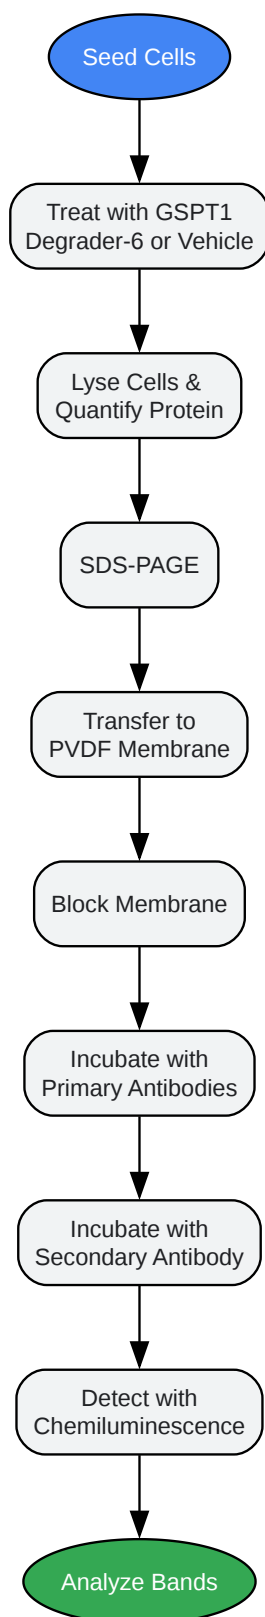 Seed Cells
Treat with GSPT1
Degrader-6 or Vehicle
Lyse Cells &
Quantify Protein
SDS-PAGE
Transfer to
PVDF Membrane
Block Membrane
Incubate with
Primary Antibodies
Incubate with
Secondary Antibody
Detect with
Chemiluminescence
Analyze Bands